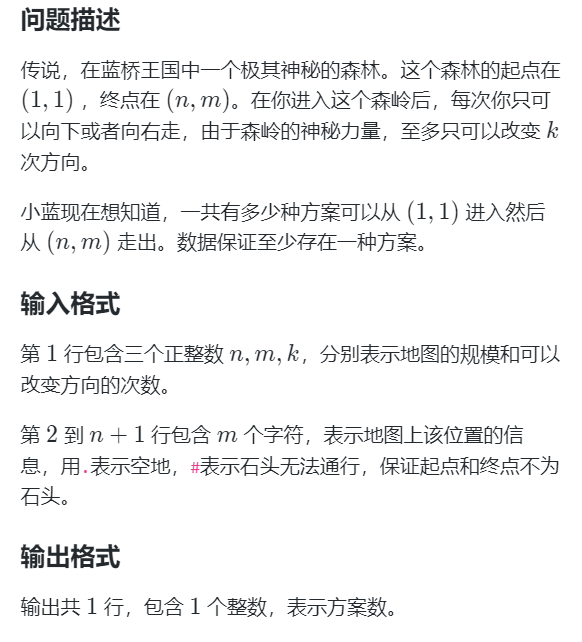 问题描述
传说，在蓝桥王国中一个极其神秘的森林。这个森林的起点在
(1, 1) ，终点在 (n, m)。在你进入这个森岭后，每次你只可
以向下或者向右走，由于森岭的神秘力量，至多只可以改变 k
次方向。
小蓝现在想知道，一共有多少种方案可以从 (1, 1) 进入然后
从 (n, m) 走出。数据保证至少存在一种方案。
输入格式
第 1 行包含三个正整数 n, m, k，分别表示地图的规模和可以
改变方向的次数。
第 2 到 n + 1 行包含 m 个字符，表示地图上该位置的信
息，用.表示空地，#表示石头无法通行，保证起点和终点不为
石头。
输出格式
输出共 1 行，包含 1 个整数，表示方案数。